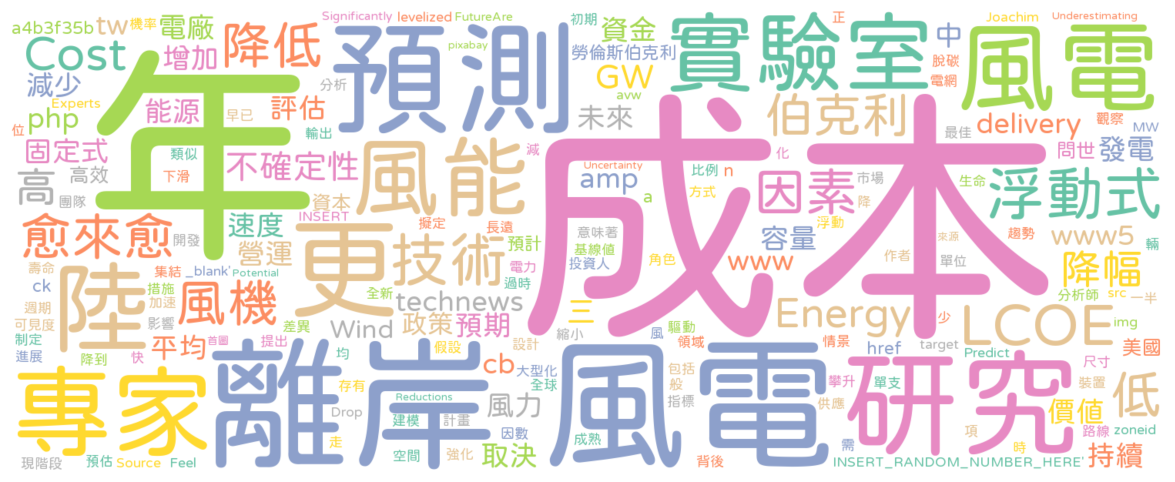 a4b3f35b tw 機率 電廠 降低 Significantly levelized FutureAre 初期 資金 中 正 Joachim Underestimating
Cost 增加 預測 pixabay 勞倫斯伯克利 實驗室 脫碳 風電
減少 年 分析 GW 電網
Experts 能源 評估 早已 avw 伯克利 觀察
php 位 輸出 未來 delivery MW
固定式 類似 不確定性 風能 減 成本 化 最佳 問世 發電
高 高效 下滑 Uncertainty 比例 n 因素 市場 生命 浮動式
團隊 資本 amp a 方式 降
愈來愈 速度 INSERT 擬定 長遠 意味著 浮動 作者 趨勢
開發 營運 更 技術 預計 基線值 容量 來源 www5 輛
壽命 集結 _blank' Potential 電力 投資人 角色 www 單位 降幅
陸 ck 措施 全新 過時 分析師 src 一半
週期 風機 technews 三 Energy LCOE
可見度 加速 影響 差異 Wind 政策 預期 縮小 風 驅動 少 img
制定 提出 首圖 假設 設計 領域 情景 target 美國
進展 降到 快 平均 均 cb 大型化 包括 href Predict 尺寸
專家 離岸 存有 Reductions 全球 風電 般 攀升 單支 研究 裝置 低
Drop 風力 指標 供應 價值
走 建模 計畫 因數 成熟 項 路線 zoneid
現階段 預估 Source Feel 空間 強化 取決 背後 需 INSERT_RANDOM_NUMBER_HERE' 時 持續